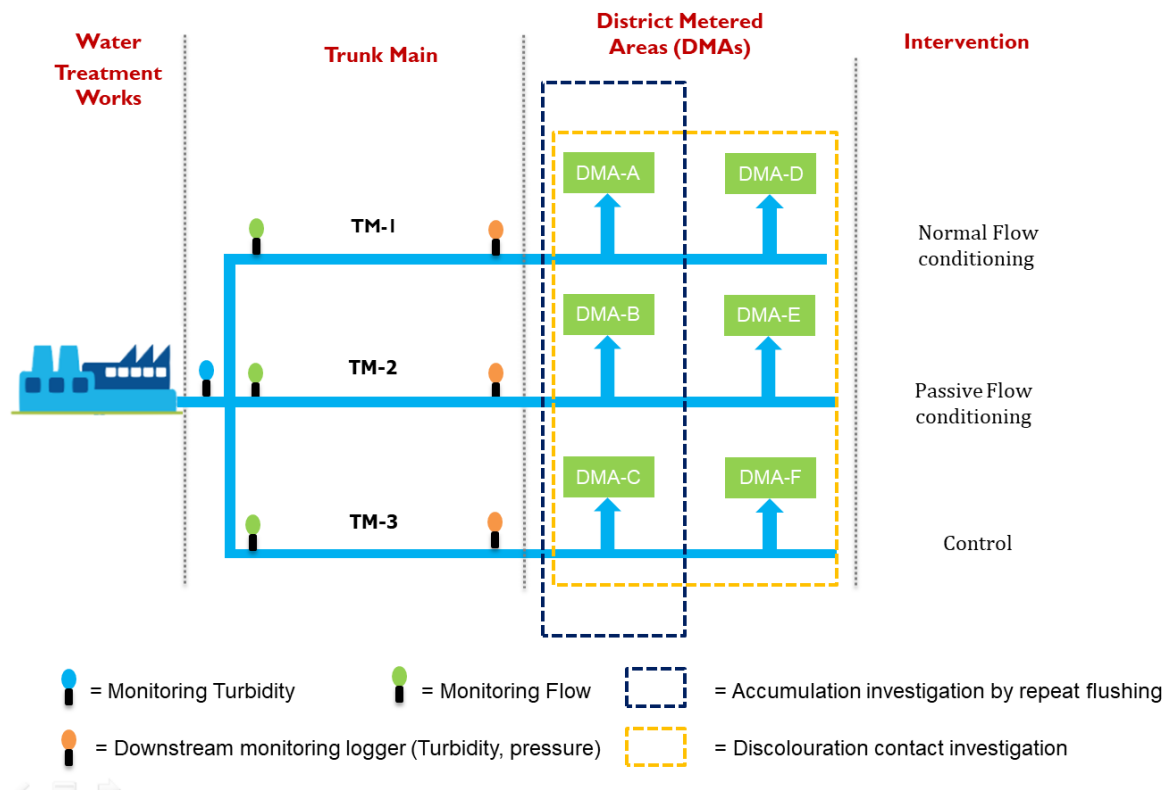 Water
Treatment
Works
Trunk Main
District Metered
Areas (DMAs)
Intervention
DMA-A
DMA-D
TM-1
Normal Flow
conditioning
DMA-B
DMA-E
TM-2
Passive Flow
conditioning
DMA-C
DMA-F
TM-3
Control
= Monitoring Turbidity
= Monitoring Flow
= Accumulation investigation by repeat flushing
= Downstream monitoring logger (Turbidity, pressure)
= Discolouration contact investigation